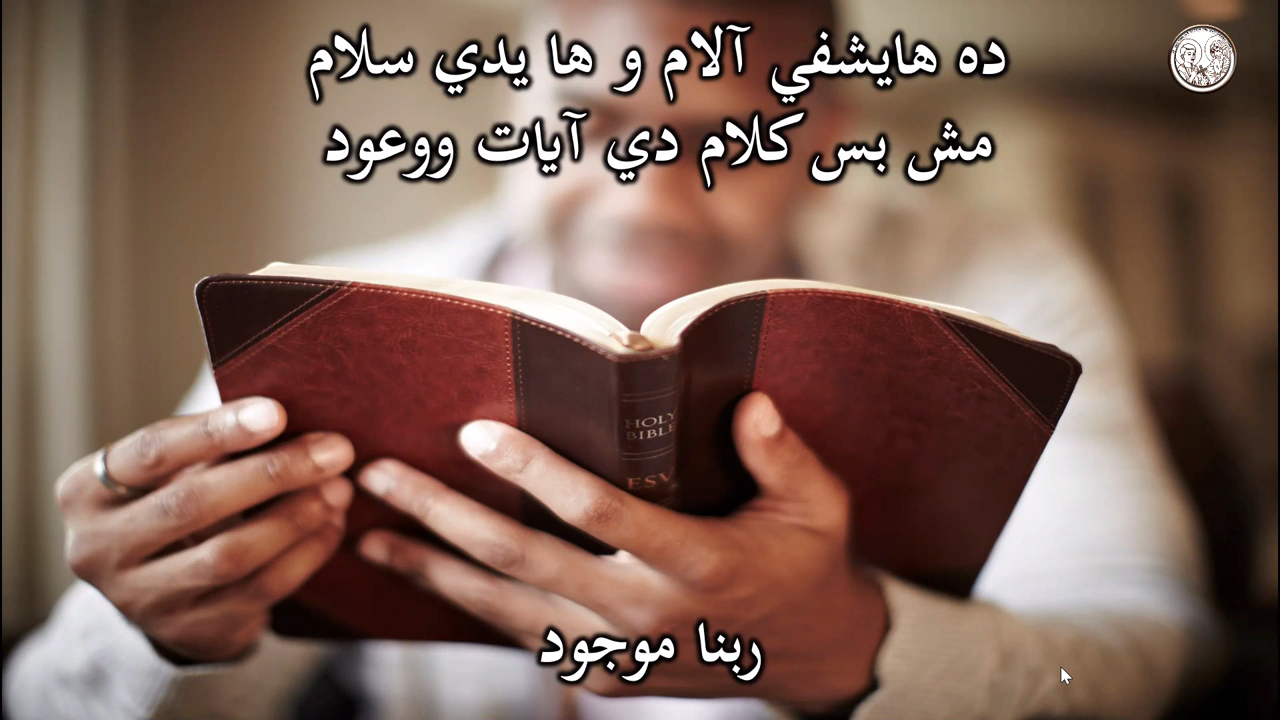 ده هايشفي آلام و ها يدي سلام
مش بس كلام دي آيات ووعود
HOLY
BIBLE
ESV
ربنا موجود